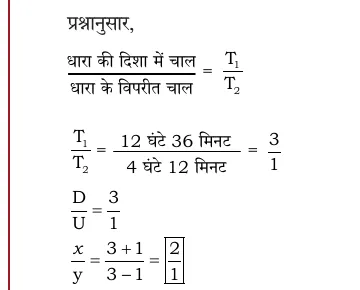 प्रश्नानुसार,
धारा की दिशा में चाल / धारा के विपरीत चाल = T₁ / T₂
T₁ / T₂ = 12 घंटे 36 मिनट / 4 घंटे 12 मिनट = 3 / 1
D / U = 3 / 1
x / y = 3 + 1 / 3 − 1 = 2 / 1